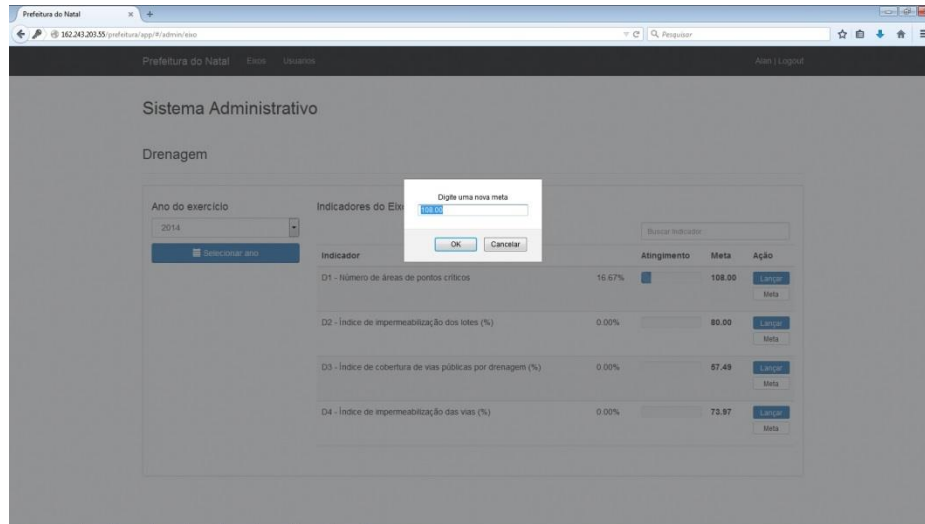 Prefeitura do Natal
162.243.203.55/prefeitura/app/#/admin/eixo
Pesquisar
Prefeitura do Natal Eixos Usuarios Alan | Logout
Sistema Administrativo
Drenagem
Digite uma nova meta
108.00
OK Cancelar
Ano do exercício
2014
Selecionar ano
Indicadores do Eixo
Buscar Indicador
Indicador Atingimento Meta Ação
D1 - Número de áreas de pontos críticos 16.67% 108.00 Lançar
Meta
D2 - Índice de impermeabilização dos lotes (%) 0.00% 80.00 Lançar
Meta
D3 - Índice de cobertura de vias públicas por drenagem (%) 0.00% 57.49 Lançar
Meta
D4 - Índice de impermeabilização das vias (%) 0.00% 73.97 Lançar
Meta